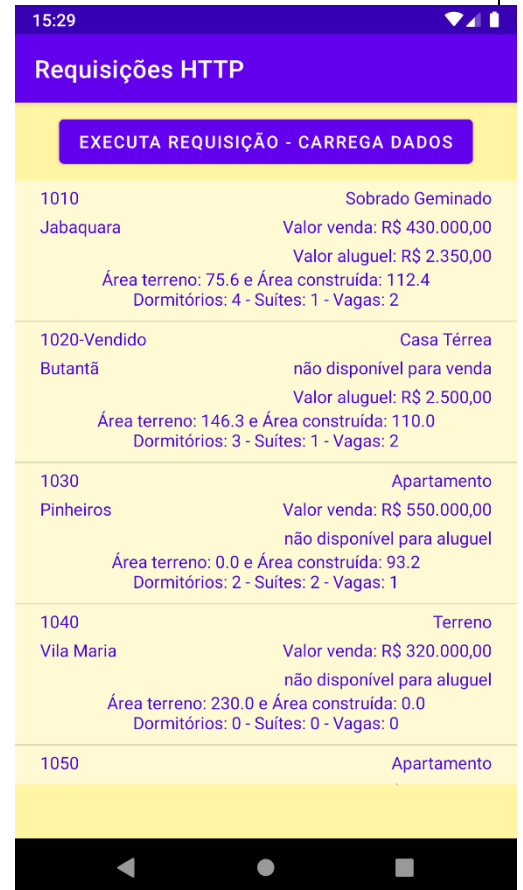 15:29
Requisições HTTP
EXECUTA REQUISIÇÃO - CARREGA DADOS
1010 Sobrado Geminado
Jabaquara Valor venda: R$ 430.000,00
Valor aluguel: R$ 2.350,00
Área terreno: 75.6 e Área construída: 112.4
Dormitórios: 4 - Suítes: 1 - Vagas: 2
1020-Vendido Casa Térrea
Butantã não disponível para venda
Valor aluguel: R$ 2.500,00
Área terreno: 146.3 e Área construída: 110.0
Dormitórios: 3 - Suítes: 1 - Vagas: 2
1030 Apartamento
Pinheiros Valor venda: R$ 550.000,00
não disponível para aluguel
Área terreno: 0.0 e Área construída: 93.2
Dormitórios: 2 - Suítes: 2 - Vagas: 1
1040 Terreno
Vila Maria Valor venda: R$ 320.000,00
não disponível para aluguel
Área terreno: 230.0 e Área construída: 0.0
Dormitórios: 0 - Suítes: 0 - Vagas: 0
1050 Apartamento